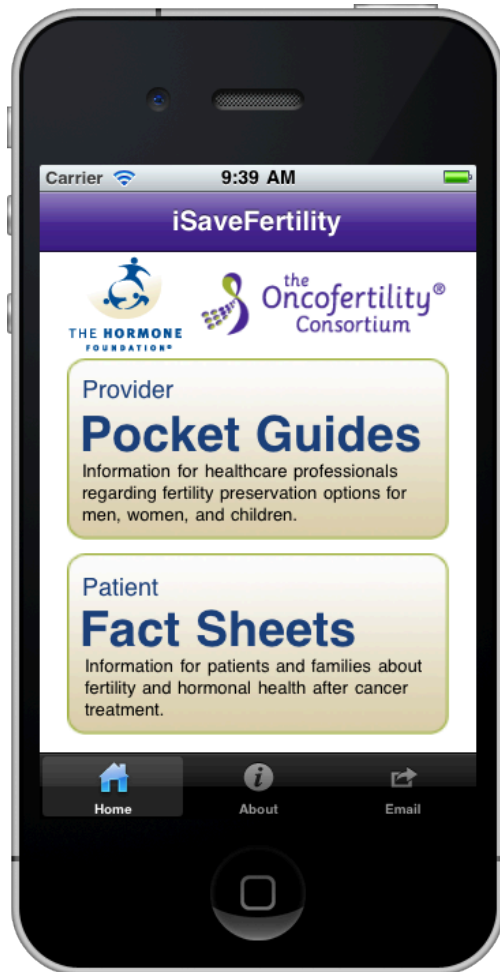 Carrier 9:39 AM
iSaveFertility
THE HORMONE
FOUNDATION®
the
Oncofertility®
Consortium
Provider
Pocket Guides
Information for healthcare professionals
regarding fertility preservation options for
men, women, and children.
Patient
Fact Sheets
Information for patients and families about
fertility and hormonal health after cancer
treatment.
Home About Email